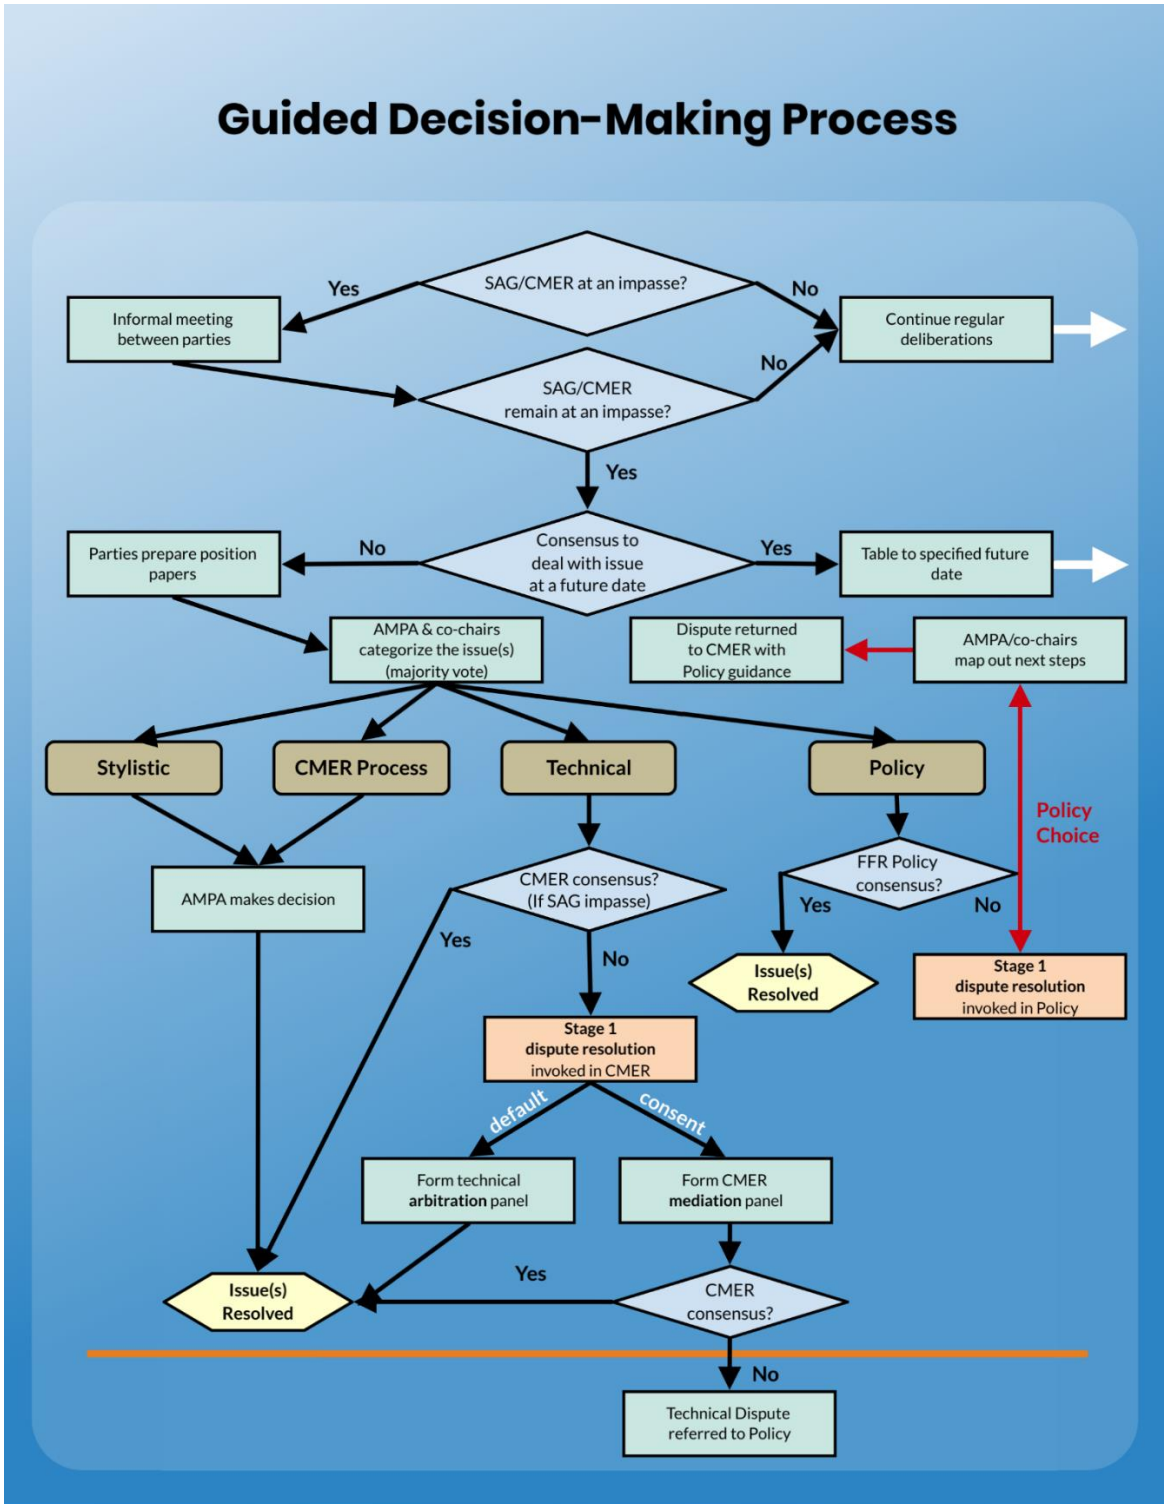 Guided Decision-Making Process
SAG/CMER at an impasse?
Yes
No
Informal meeting
between parties
Continue regular
deliberations
No
SAG/CMER
remain at an impasse?
Yes
Consensus to
deal with issue
at a future date
No
Yes
Parties prepare position
papers
Table to specified future
date
AMPA & co-chairs
categorize the issue(s)
(majority vote)
Dispute returned
to CMER with
Policy guidance
AMPA/co-chairs
map out next steps
Stylistic
CMER Process
Technical
Policy
Policy
Choice
FFR Policy
consensus?
CMER consensus?
(If SAG impasse)
AMPA makes decision
Yes
No
Yes
No
Issue(s)
Resolved
Stage 1
dispute resolution
invoked in Policy
Stage 1
dispute resolution
invoked in CMER
default
consent
Form technical
arbitration panel
Form CMER
mediation panel
Yes
Issue(s)
Resolved
CMER
consensus?
No
Technical Dispute
referred to Policy